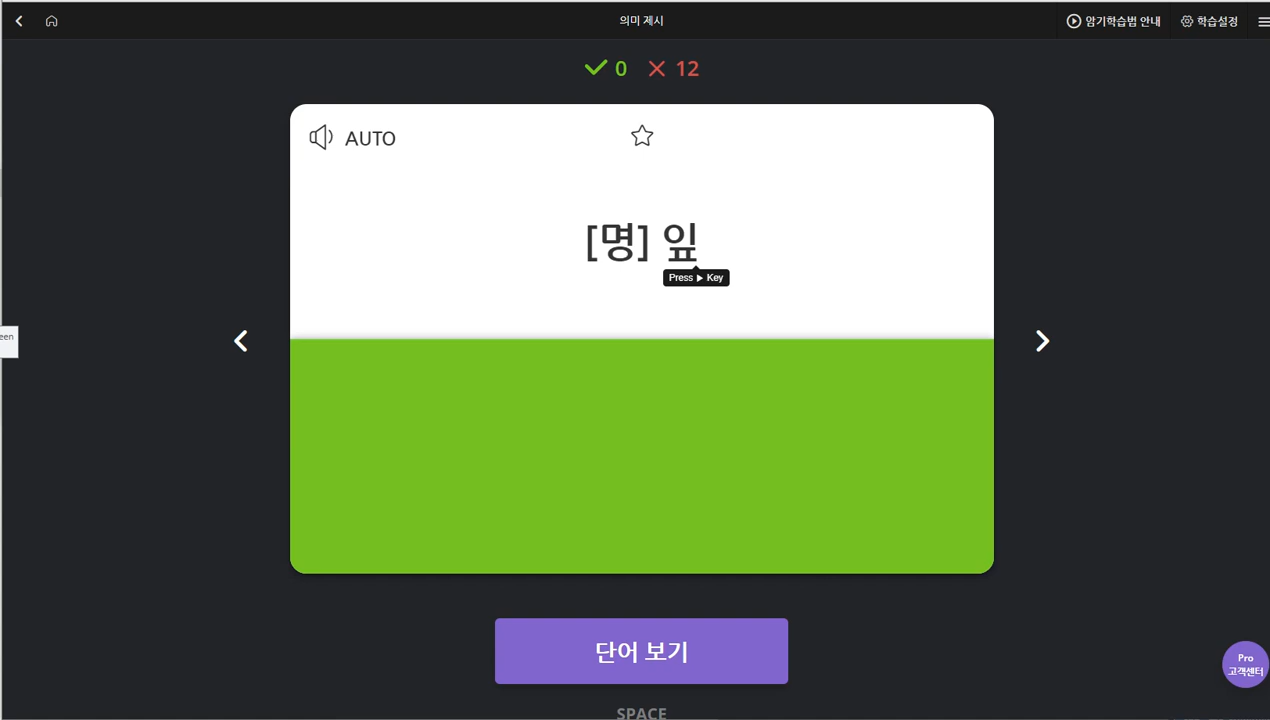 의미 제시
암기학습법 안내
학습설정
0
12
AUTO
[명] 잎
Press ▶ Key
een
단어 보기
SPACE
Pro
고객센터